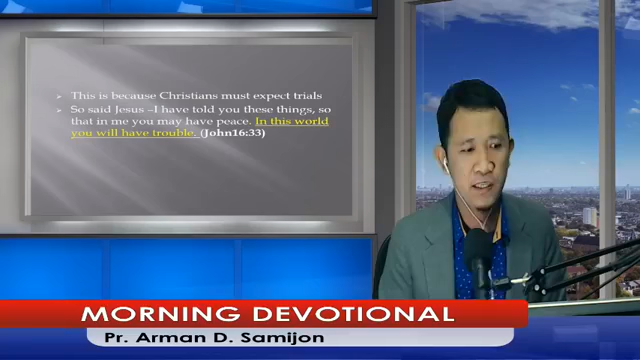 ➢ This is because Christians must expect trials
➢ So said Jesus –I have told you these things, so
that in me you may have peace. In this world
you will have trouble. (John16:33)
MORNING DEVOTIONAL
Pr. Arman D. Samijon